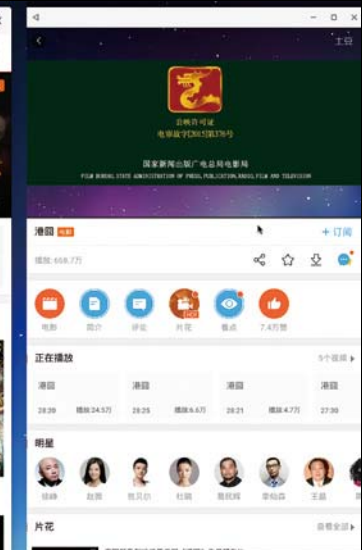 土豆
公映许可证
电审故字[2015]第376号
国家新闻出版广电总局电影局
FILM BUREAU, STATE ADMINISTRATION OF PRESS, PUBLICATION, RADIO, FILM AND TELEVISION
港囧 电影
+ 订阅
播放:658.7万
电影 简介 评论 片花 看点 7.4万赞
正在播放
5个视频
港囧 港囧 港囧 港囧
28:29 播放:24.5万 28:25 播放:6.6万 28:21 播放:4.7万 27:30
明星
徐峥 赵薇 包贝尔 杜鹃 葛民辉 李灿森 王晶
片花
查看全部